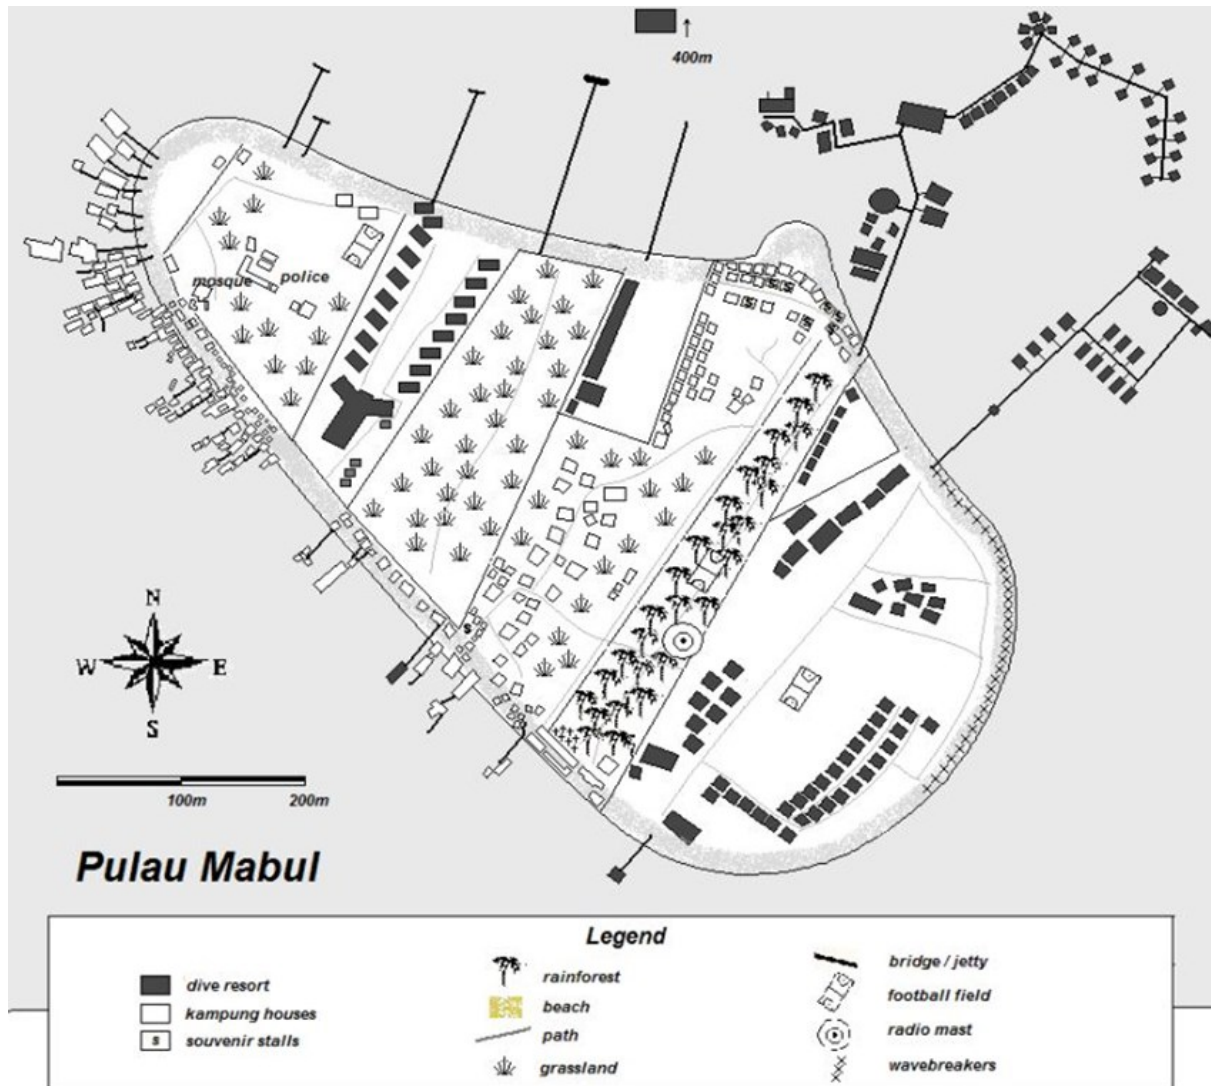 400m
mosque
police
S
S
S
S
S
S
N
W E
S
100m 200m
Pulau Mabul
Legend
dive resort
kampung houses
s souvenir stalls
rainforest
beach
path
grassland
bridge / jetty
football field
radio mast
wavebreakers